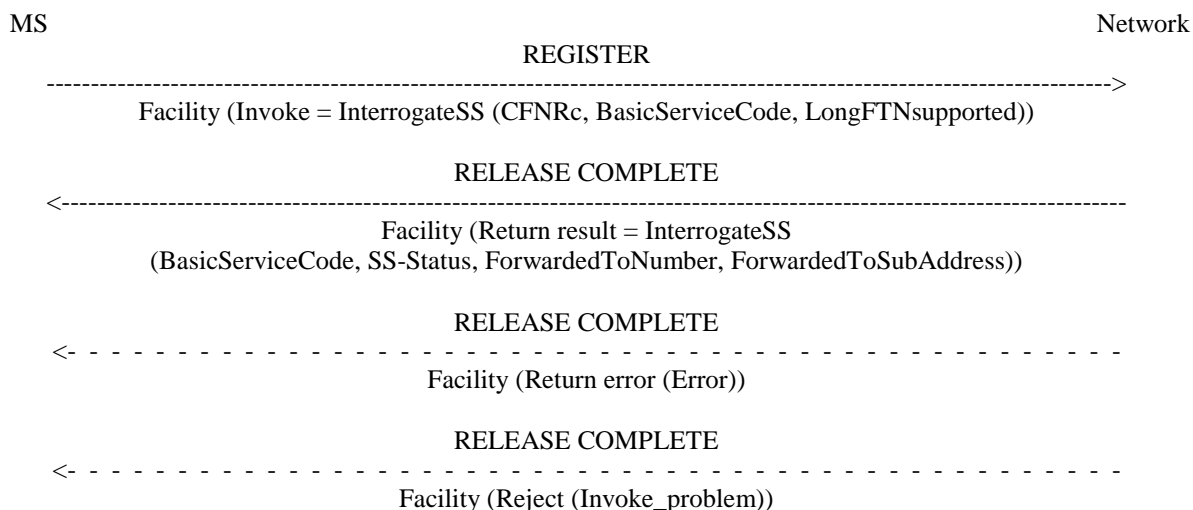 MS Network
REGISTER
Facility (Invoke = InterrogateSS (CFNRc, BasicServiceCode, LongFTNsupported))
RELEASE COMPLETE
Facility (Return result = InterrogateSS
(BasicServiceCode, SS-Status, ForwardedToNumber, ForwardedToSubAddress))
RELEASE COMPLETE
Facility (Return error (Error))
RELEASE COMPLETE
Facility (Reject (Invoke_problem))